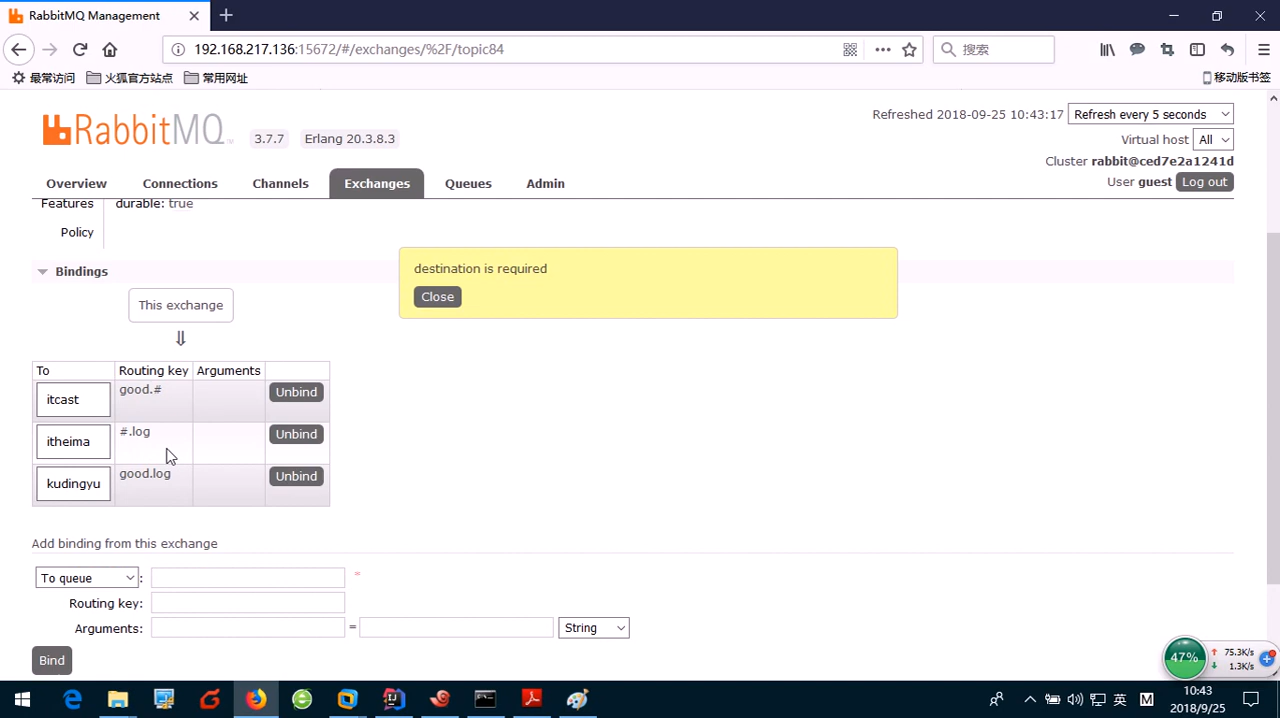 RabbitMQ Management
192.168.217.136:15672/#/exchanges/%2F/topic84
搜索
最常访问 火狐官方站点 常用网址 移动版书签
RabbitMQ 3.7.7 Erlang 20.3.8.3
Refreshed 2018-09-25 10:43:17 Refresh every 5 seconds
Virtual host All
Cluster rabbit@ced7e2a1241d
User guest Log out
Overview Connections Channels Exchanges Queues Admin
Features durable: true
Policy
Bindings
destination is required
Close
This exchange
⇓
To Routing key Arguments
itcast good.# Unbind
itheima #.log Unbind
kudingyu good.log Unbind
Add binding from this exchange
To queue : *
Routing key:
Arguments: = String
Bind
47% 75.3K/s
1.3K/s
英 M 10:43
2018/9/25